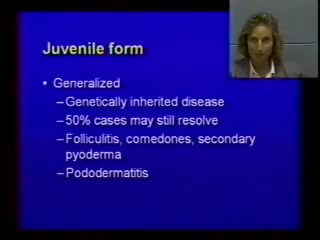 Juvenile form
• Generalized
–Genetically inherited disease
–50% cases may still resolve
–Folliculitis, comedones, secondary
pyoderma
–Pododermatitis